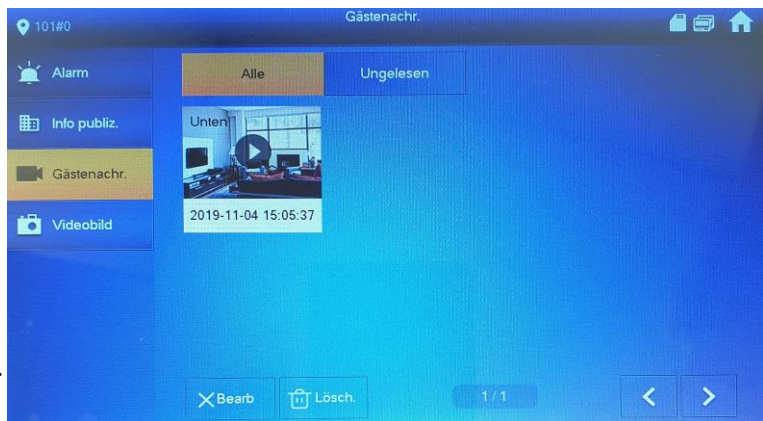 101#0
Gästenachr.
Alarm
Info publiz.
Gästenachr.
Videobild
Alle
Ungelesen
Unten
2019-11-04 15:05:37
Bearb
Lösch.
1/1